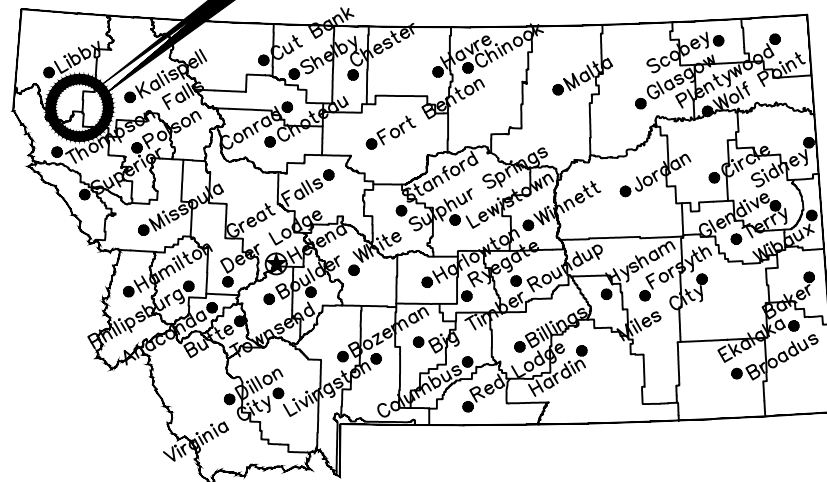 Libby
Cut Bank
Shelby
Chester
Havre
Chinook
Malta
Scobey
Glasgow
Plentywood
Wolf Point
Kalispell
Thompson Falls
Polson
Superior
Conrad
Choteau
Fort Benton
Missoula
Great Falls
Stanford
White Sulphur Springs
Lewistown
Winnett
Jordan
Circle
Sidney
Glendive
Terry
Wibaux
Hamilton
Deer Lodge
Helena
Boulder
Philipsburg
Anaconda
Butte
Townsend
Harlowton
Ryegate
Roundup
Hysham
Forsyth
Miles City
Baker
Ekalaka
Broadus
Bozeman
Livingston
Big Timber
Billings
Columbus
Red Lodge
Hardin
Dillon
Virginia City